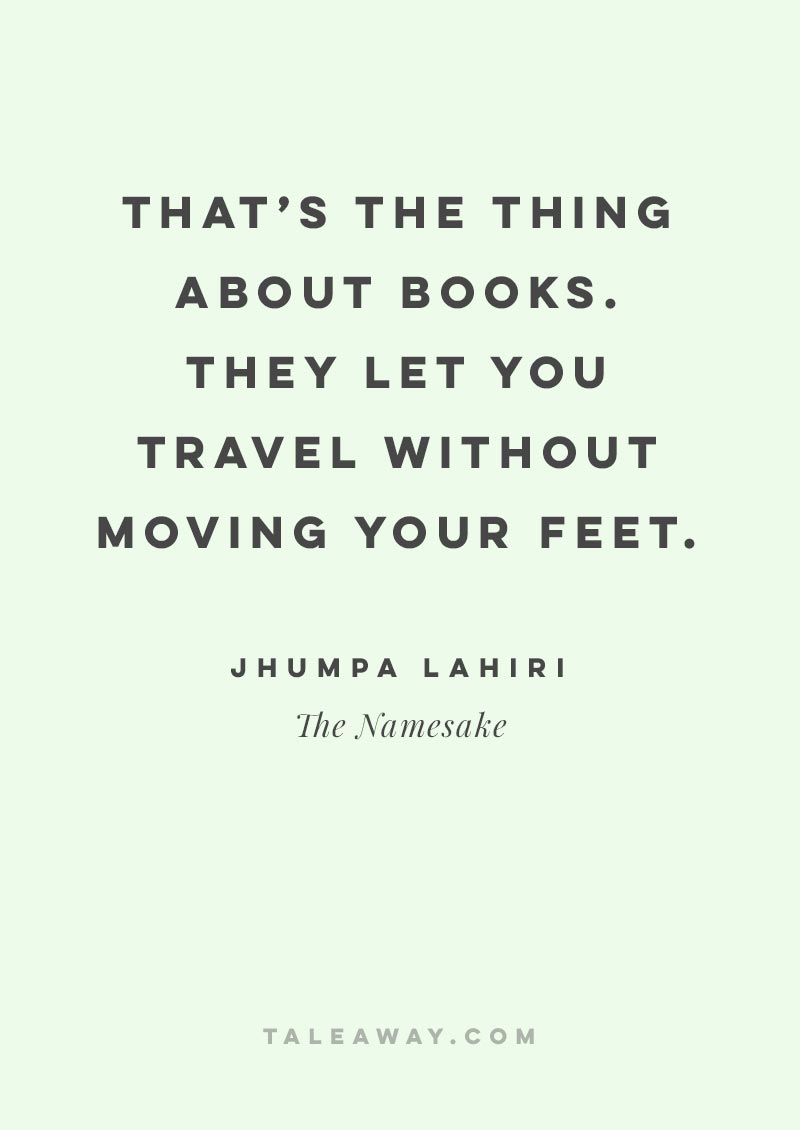 THAT’S THE THING
ABOUT BOOKS.
THEY LET YOU
TRAVEL WITHOUT
MOVING YOUR FEET.
JHUMPA LAHIRI
The Namesake
TALEAWAY.COM